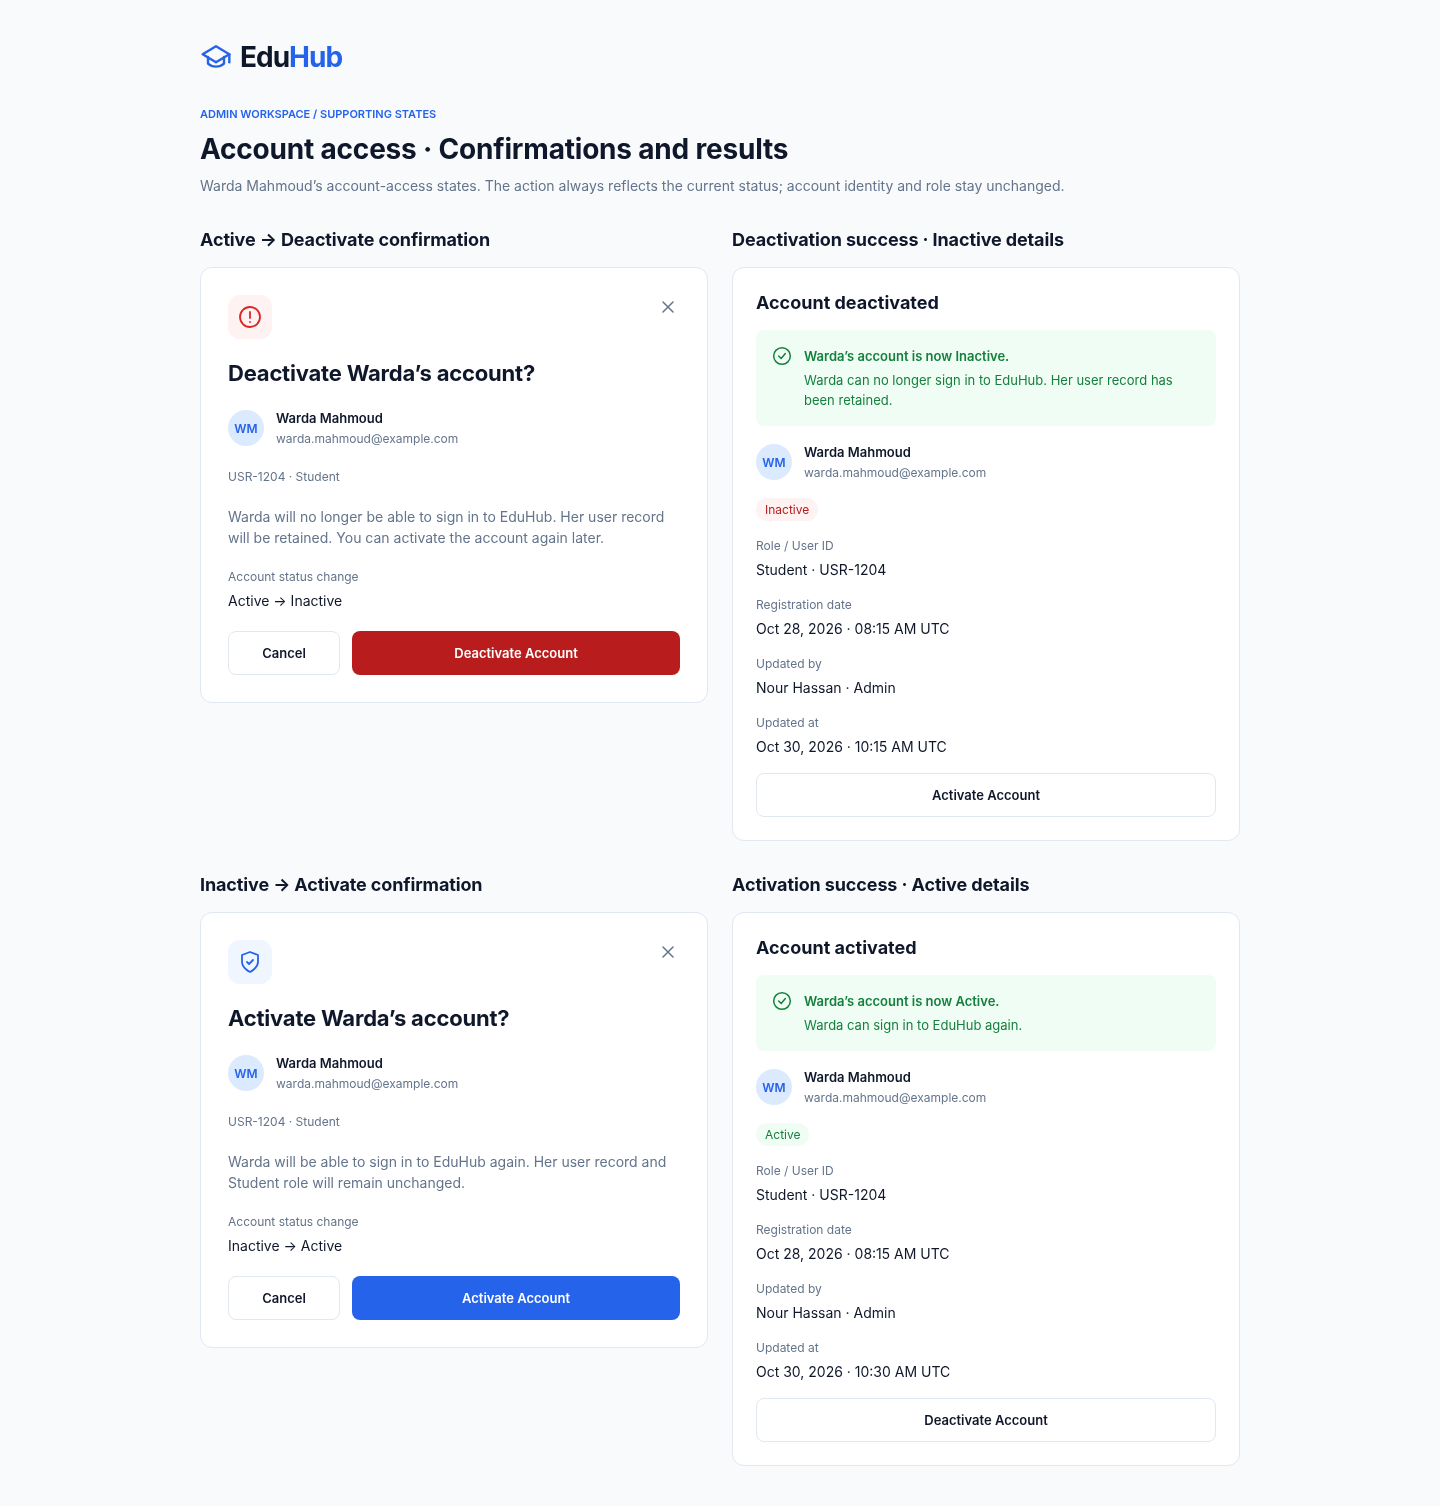 EduHub
ADMIN WORKSPACE / SUPPORTING STATES
Account access · Confirmations and results
Warda Mahmoud’s account-access states. The action always reflects the current status; account identity and role stay unchanged.
Active → Deactivate confirmation
Deactivate Warda’s account?
WM
Warda Mahmoud
warda.mahmoud@example.com
USR-1204 · Student
Warda will no longer be able to sign in to EduHub. Her user record
will be retained. You can activate the account again later.
Account status change
Active → Inactive
Cancel
Deactivate Account
Deactivation success · Inactive details
Account deactivated
Warda’s account is now Inactive.
Warda can no longer sign in to EduHub. Her user record has
been retained.
WM
Warda Mahmoud
warda.mahmoud@example.com
Inactive
Role / User ID
Student · USR-1204
Registration date
Oct 28, 2026 · 08:15 AM UTC
Updated by
Nour Hassan · Admin
Updated at
Oct 30, 2026 · 10:15 AM UTC
Activate Account
Inactive → Activate confirmation
Activate Warda’s account?
WM
Warda Mahmoud
warda.mahmoud@example.com
USR-1204 · Student
Warda will be able to sign in to EduHub again. Her user record and
Student role will remain unchanged.
Account status change
Inactive → Active
Cancel
Activate Account
Activation success · Active details
Account activated
Warda’s account is now Active.
Warda can sign in to EduHub again.
WM
Warda Mahmoud
warda.mahmoud@example.com
Active
Role / User ID
Student · USR-1204
Registration date
Oct 28, 2026 · 08:15 AM UTC
Updated by
Nour Hassan · Admin
Updated at
Oct 30, 2026 · 10:30 AM UTC
Deactivate Account